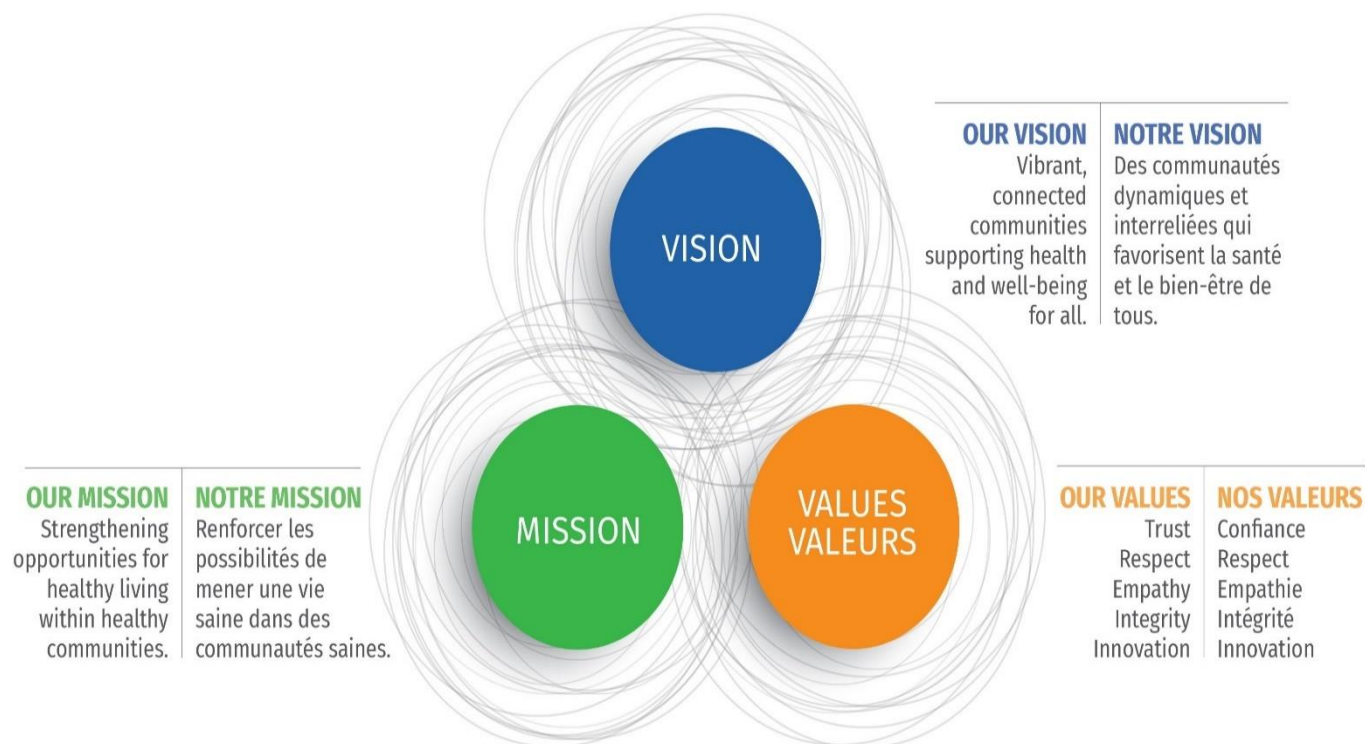 VISION
OUR VISION
Vibrant,
connected
communities
supporting health
and well-being
for all.
NOTRE VISION
Des communautés
dynamiques et
interreliées qui
favorisent la santé
et le bien-être de
tous.
OUR MISSION
Strengthening
opportunities for
healthy living
within healthy
communities.
NOTRE MISSION
Renforcer les
possibilités de
mener une vie
saine dans des
communautés saines.
MISSION
VALUES
VALEURS
OUR VALUES
Trust
Respect
Empathy
Integrity
Innovation
NOS VALEURS
Confiance
Respect
Empathie
Intégrité
Innovation